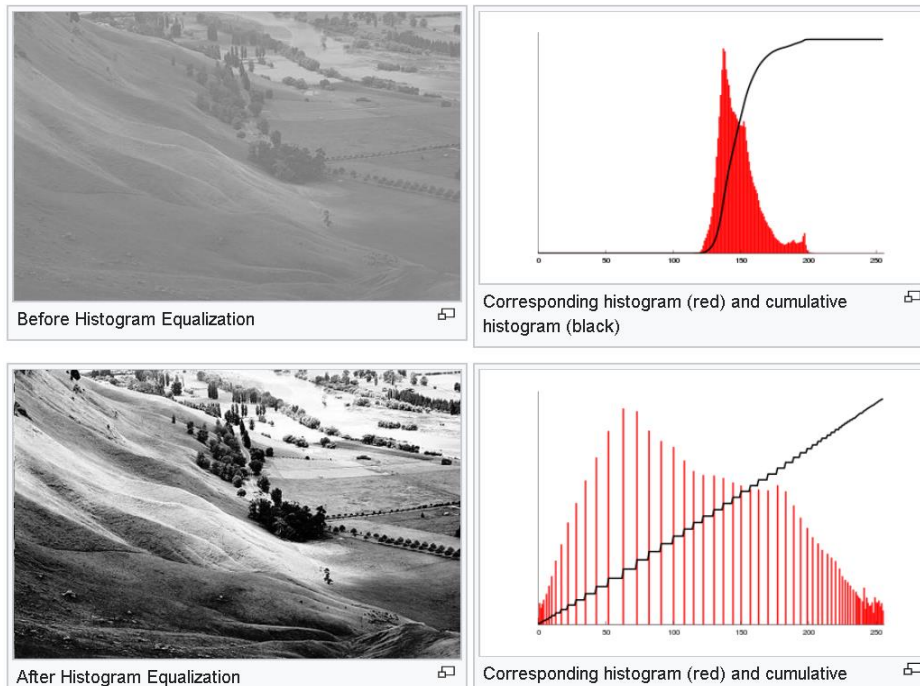 Before Histogram Equalization
0 50 100 150 200 250
Corresponding histogram (red) and cumulative
histogram (black)
After Histogram Equalization
0 50 100 150 200 250
Corresponding histogram (red) and cumulative